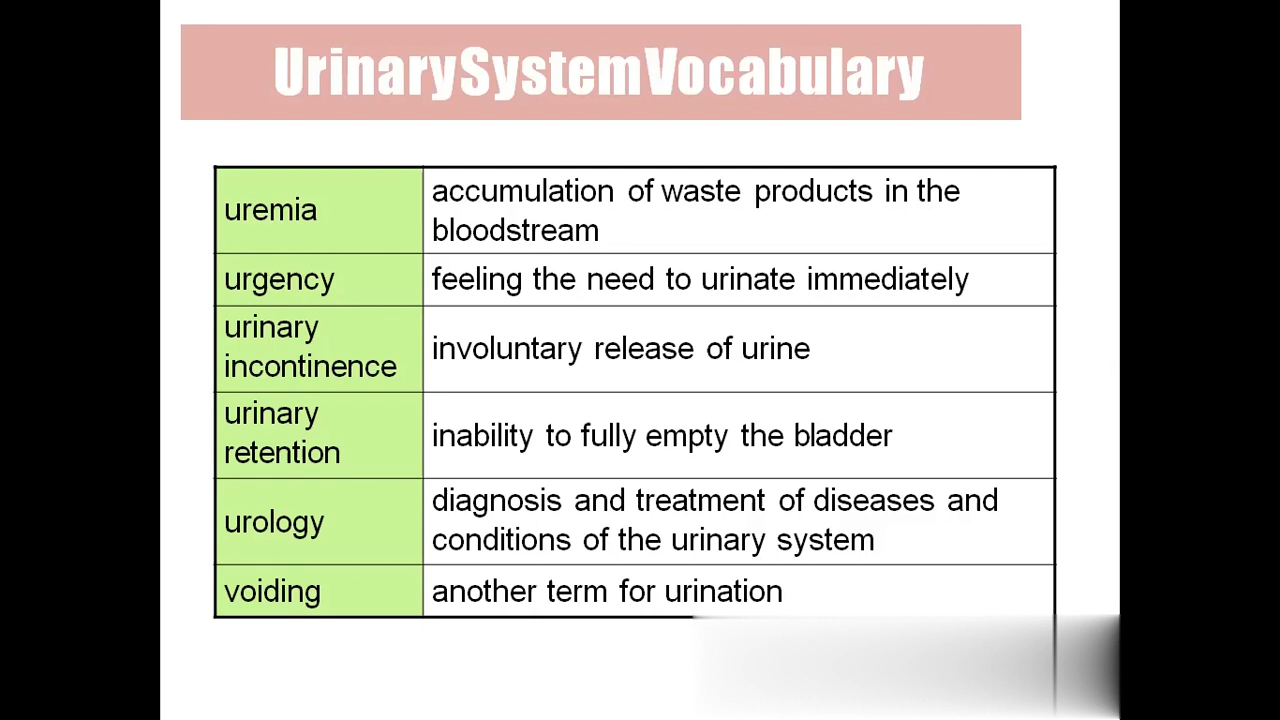 UrinarySystemVocabulary
uremia
accumulation of waste products in the
bloodstream
urgency
feeling the need to urinate immediately
urinary
incontinence
involuntary release of urine
urinary
retention
inability to fully empty the bladder
urology
diagnosis and treatment of diseases and
conditions of the urinary system
voiding
another term for urination